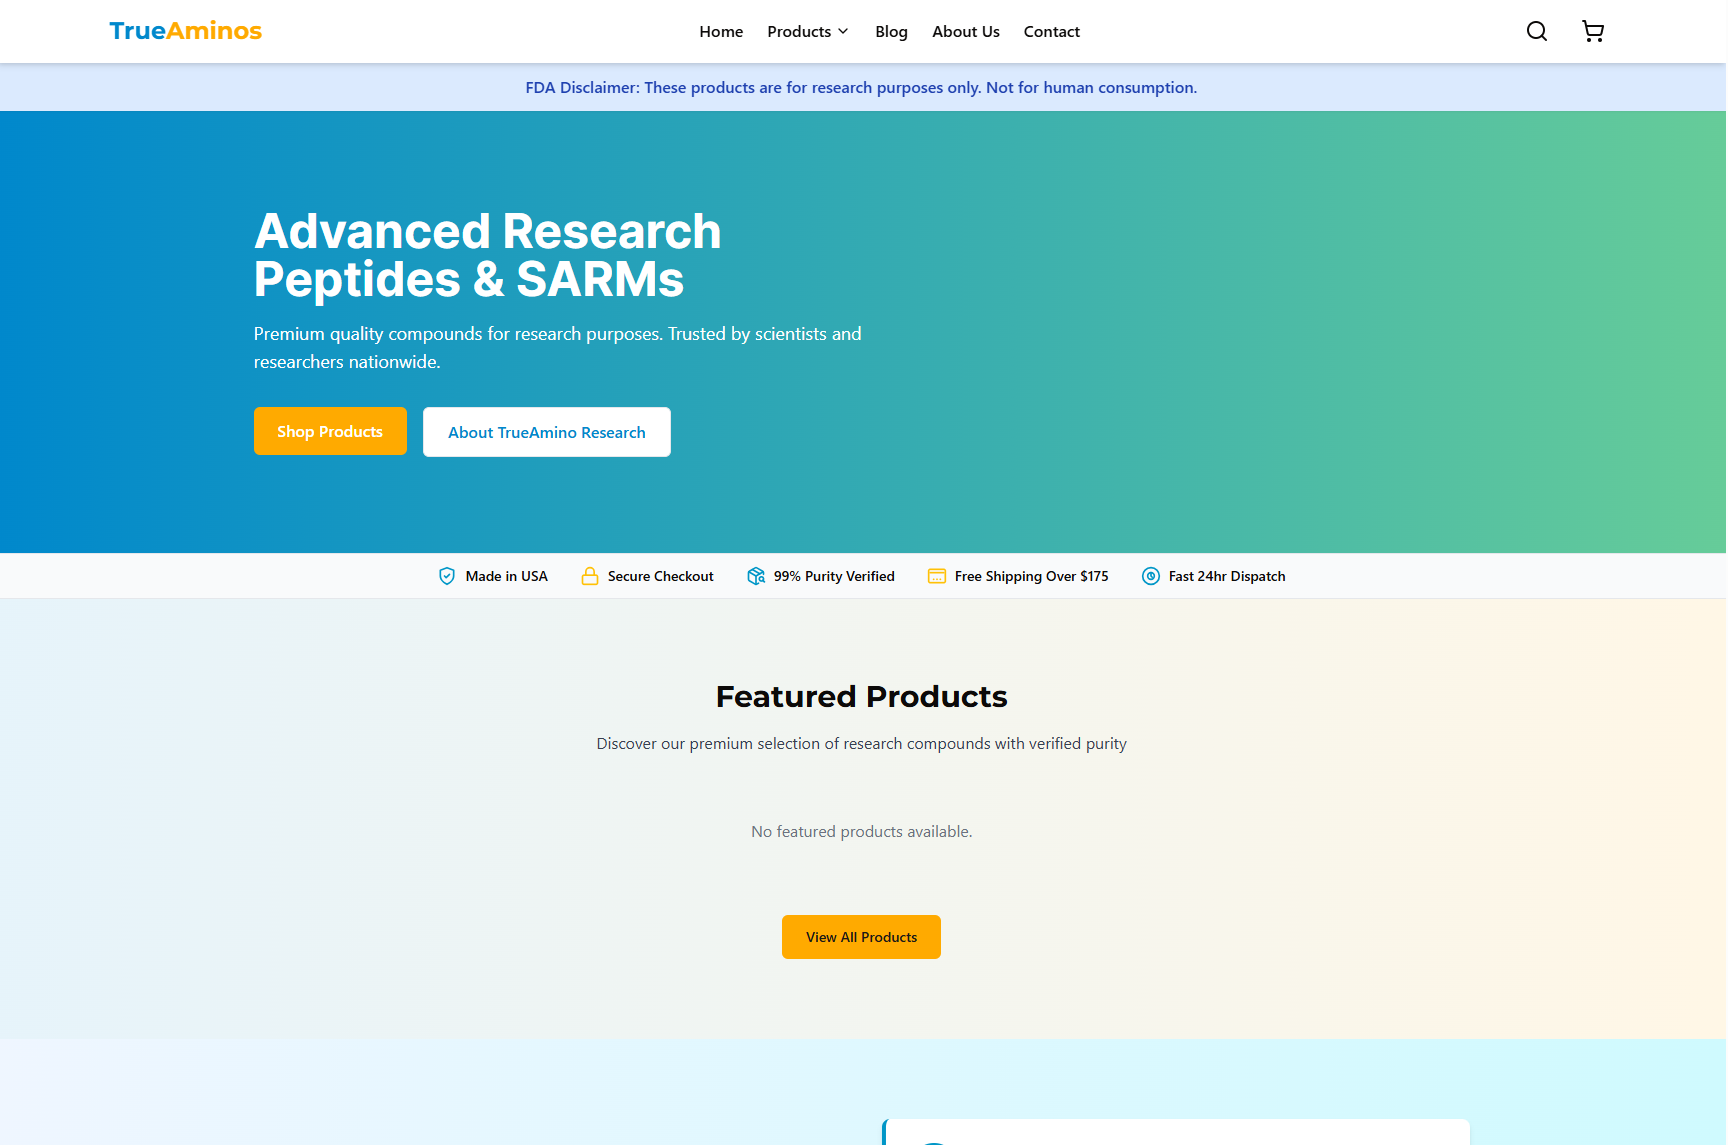 TrueAminos
Home
Products
Blog
About Us
Contact
FDA Disclaimer: These products are for research purposes only. Not for human consumption.
Advanced Research
Peptides & SARMs
Premium quality compounds for research purposes. Trusted by scientists and
researchers nationwide.
Shop Products
About TrueAmino Research
Made in USA
Secure Checkout
99% Purity Verified
Free Shipping Over $175
Fast 24hr Dispatch
Featured Products
Discover our premium selection of research compounds with verified purity
No featured products available.
View All Products